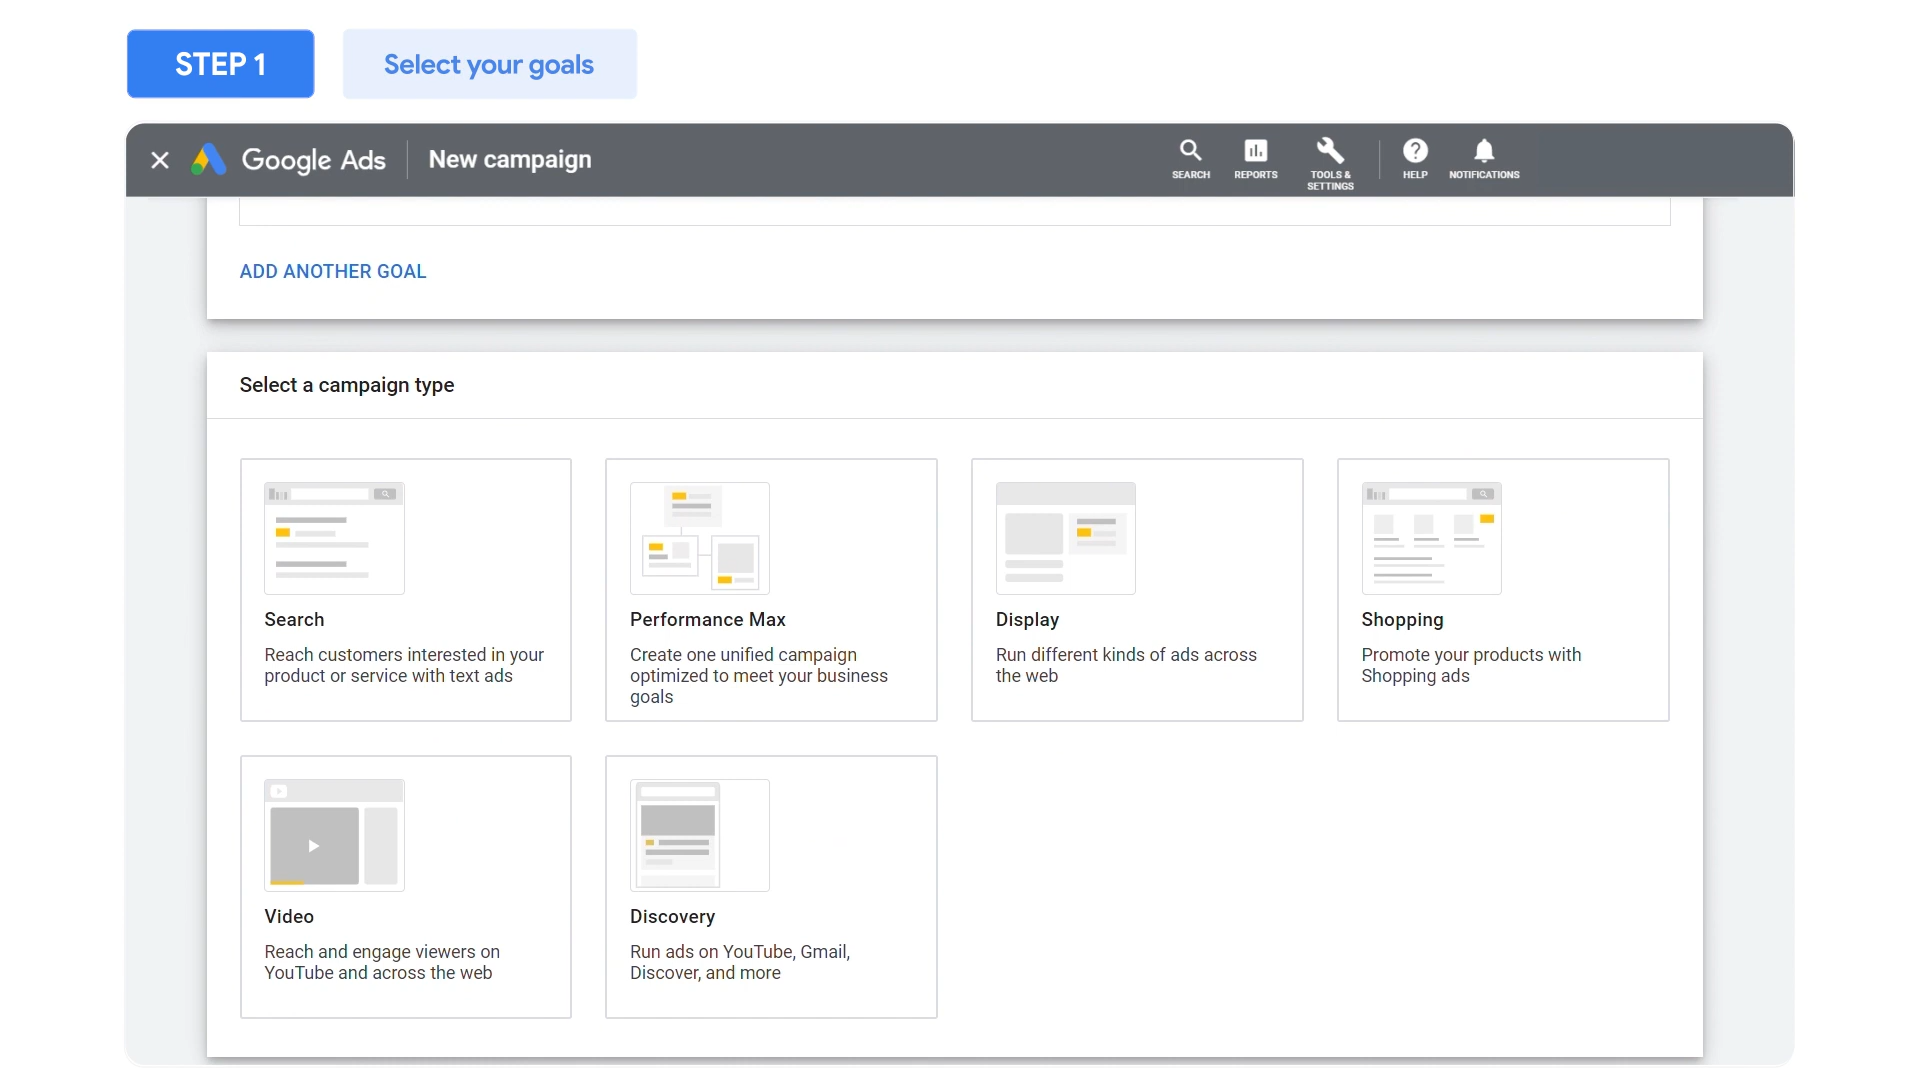 STEP 1
Select your goals
Google Ads
New campaign
SEARCH
REPORTS
TOOLS &
SETTINGS
HELP
NOTIFICATIONS
ADD ANOTHER GOAL
Select a campaign type
Search
Reach customers interested in your
product or service with text ads
Performance Max
Create one unified campaign
optimized to meet your business
goals
Display
Run different kinds of ads across
the web
Shopping
Promote your products with
Shopping ads
Video
Reach and engage viewers on
YouTube and across the web
Discovery
Run ads on YouTube, Gmail,
Discover, and more